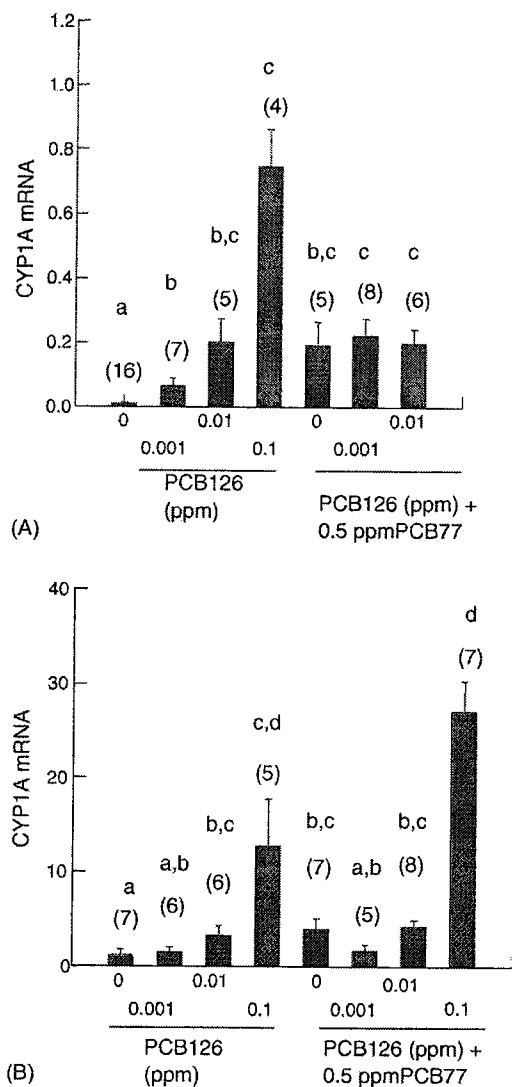 1.2
c
1.0
(4)
0.8
CYP1A mRNA
b,c
b,c
c
c
0.6
b
a
(5)
(5)
(8)
(6)
0.4
(7)
0.2
(16)
0.0
0
0.01
0
0.01
0.001
0.1
0.001
PCB126
(ppm)
PCB126 (ppm) +
0.5 ppmPCB77
(A)
40
d
(7)
30
CYP1A mRNA
c,d
20
(5)
b,c
b,c
b,c
a
a,b
(6)
(7)
a,b
(8)
10
(7)
(6)
(5)
0
0
0.01
0
0.01
0.001
0.1
0.001
0.1
PCB126
(ppm)
PCB126 (ppm) +
0.5 ppmPCB77
(B)